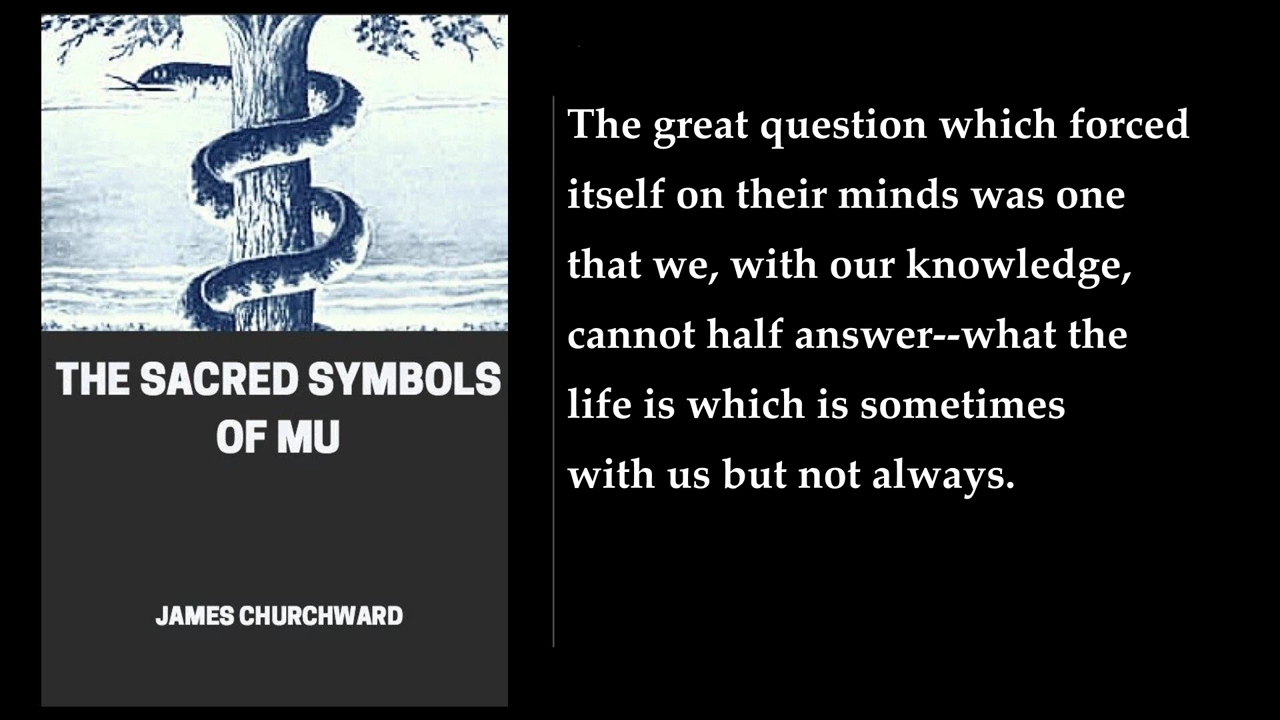 THE SACRED SYMBOLS
OF MU
JAMES CHURCHWARD
The great question which forced
itself on their minds was one
that we, with our knowledge,
cannot half answer--what the
life is which is sometimes
with us but not always.